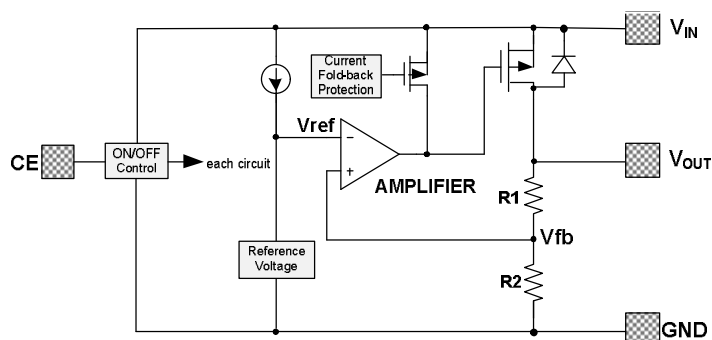 VIN
Current
Fold-back
Protection
Vref
−
+
AMPLIFIER
CE
ON/OFF
Control
each circuit
VOUT
R1
Vfb
Reference
Voltage
R2
GND